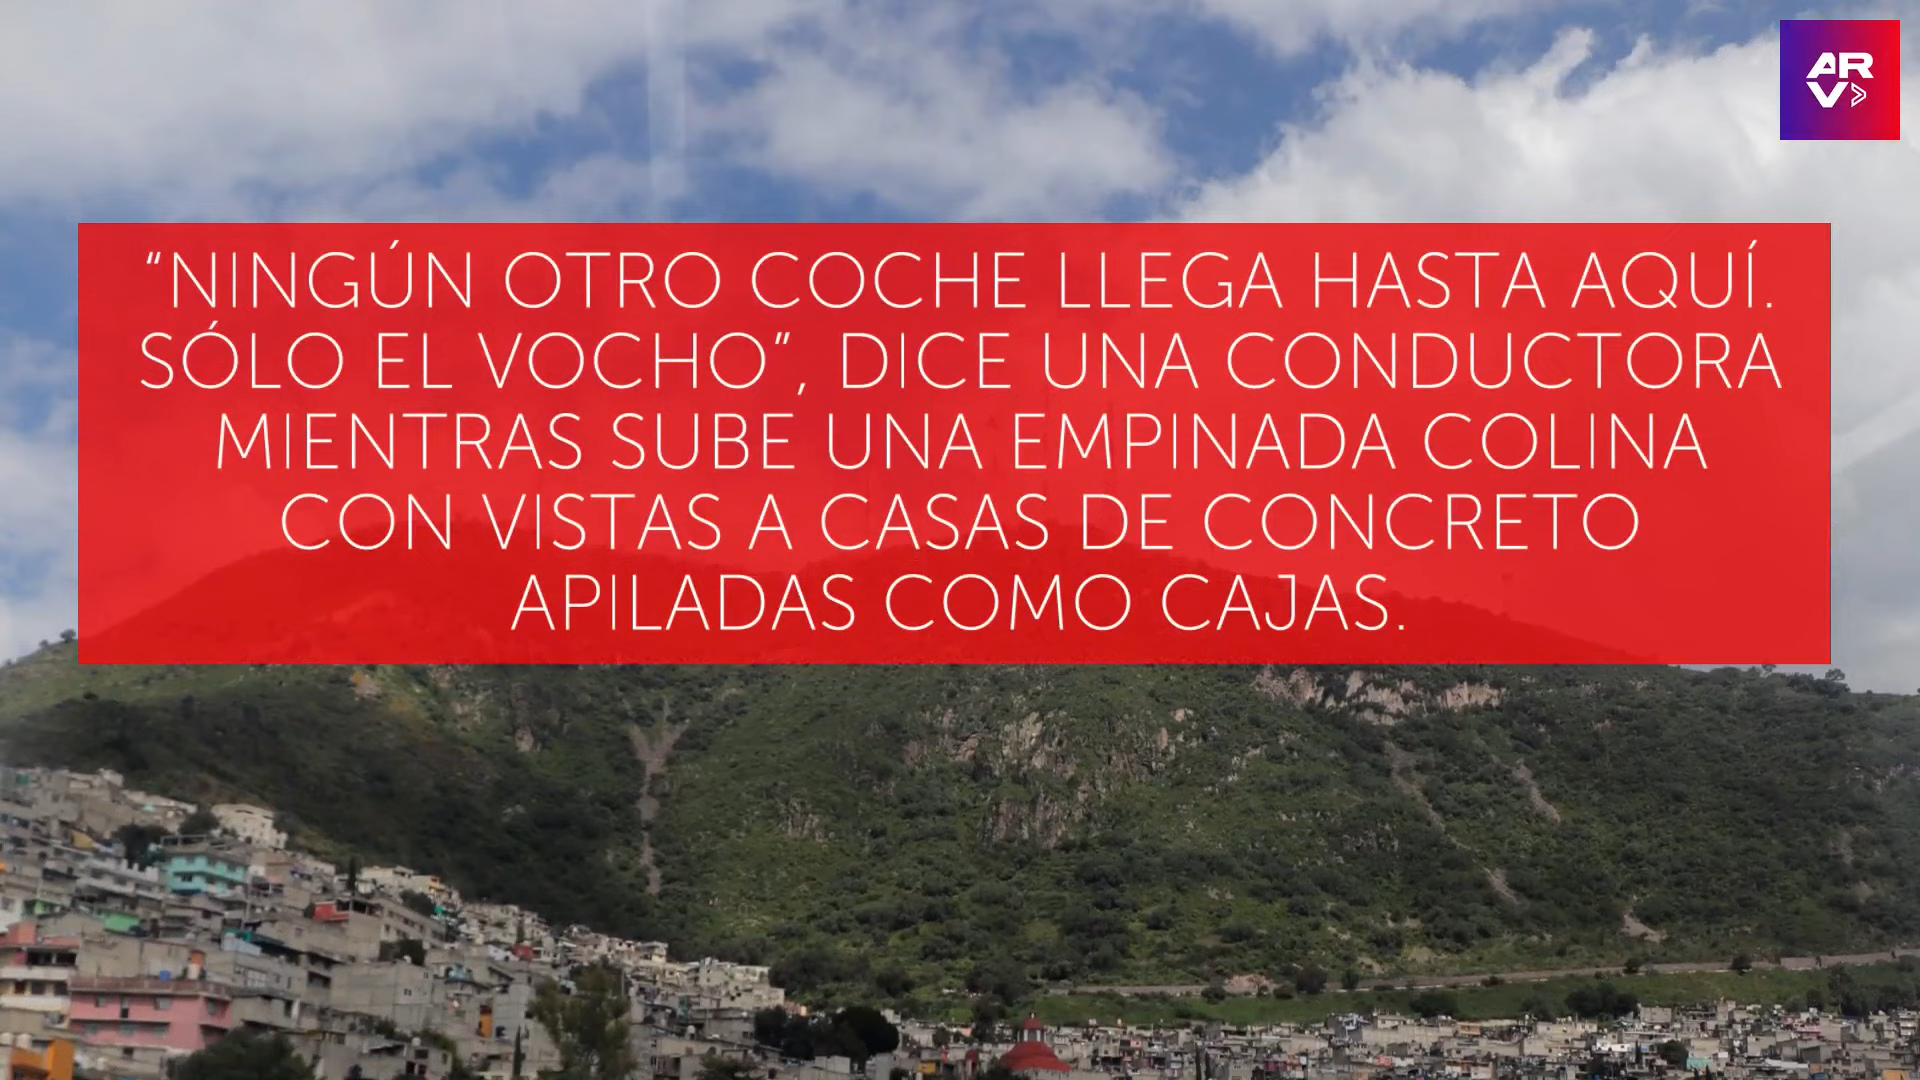 ARV
“NINGÚN OTRO COCHE LLEGA HASTA AQUÍ.
SÓLO EL VOCHO”, DICE UNA CONDUCTORA
MIENTRAS SUBE UNA EMPINADA COLINA
CON VISTAS A CASAS DE CONCRETO
APILADAS COMO CAJAS.